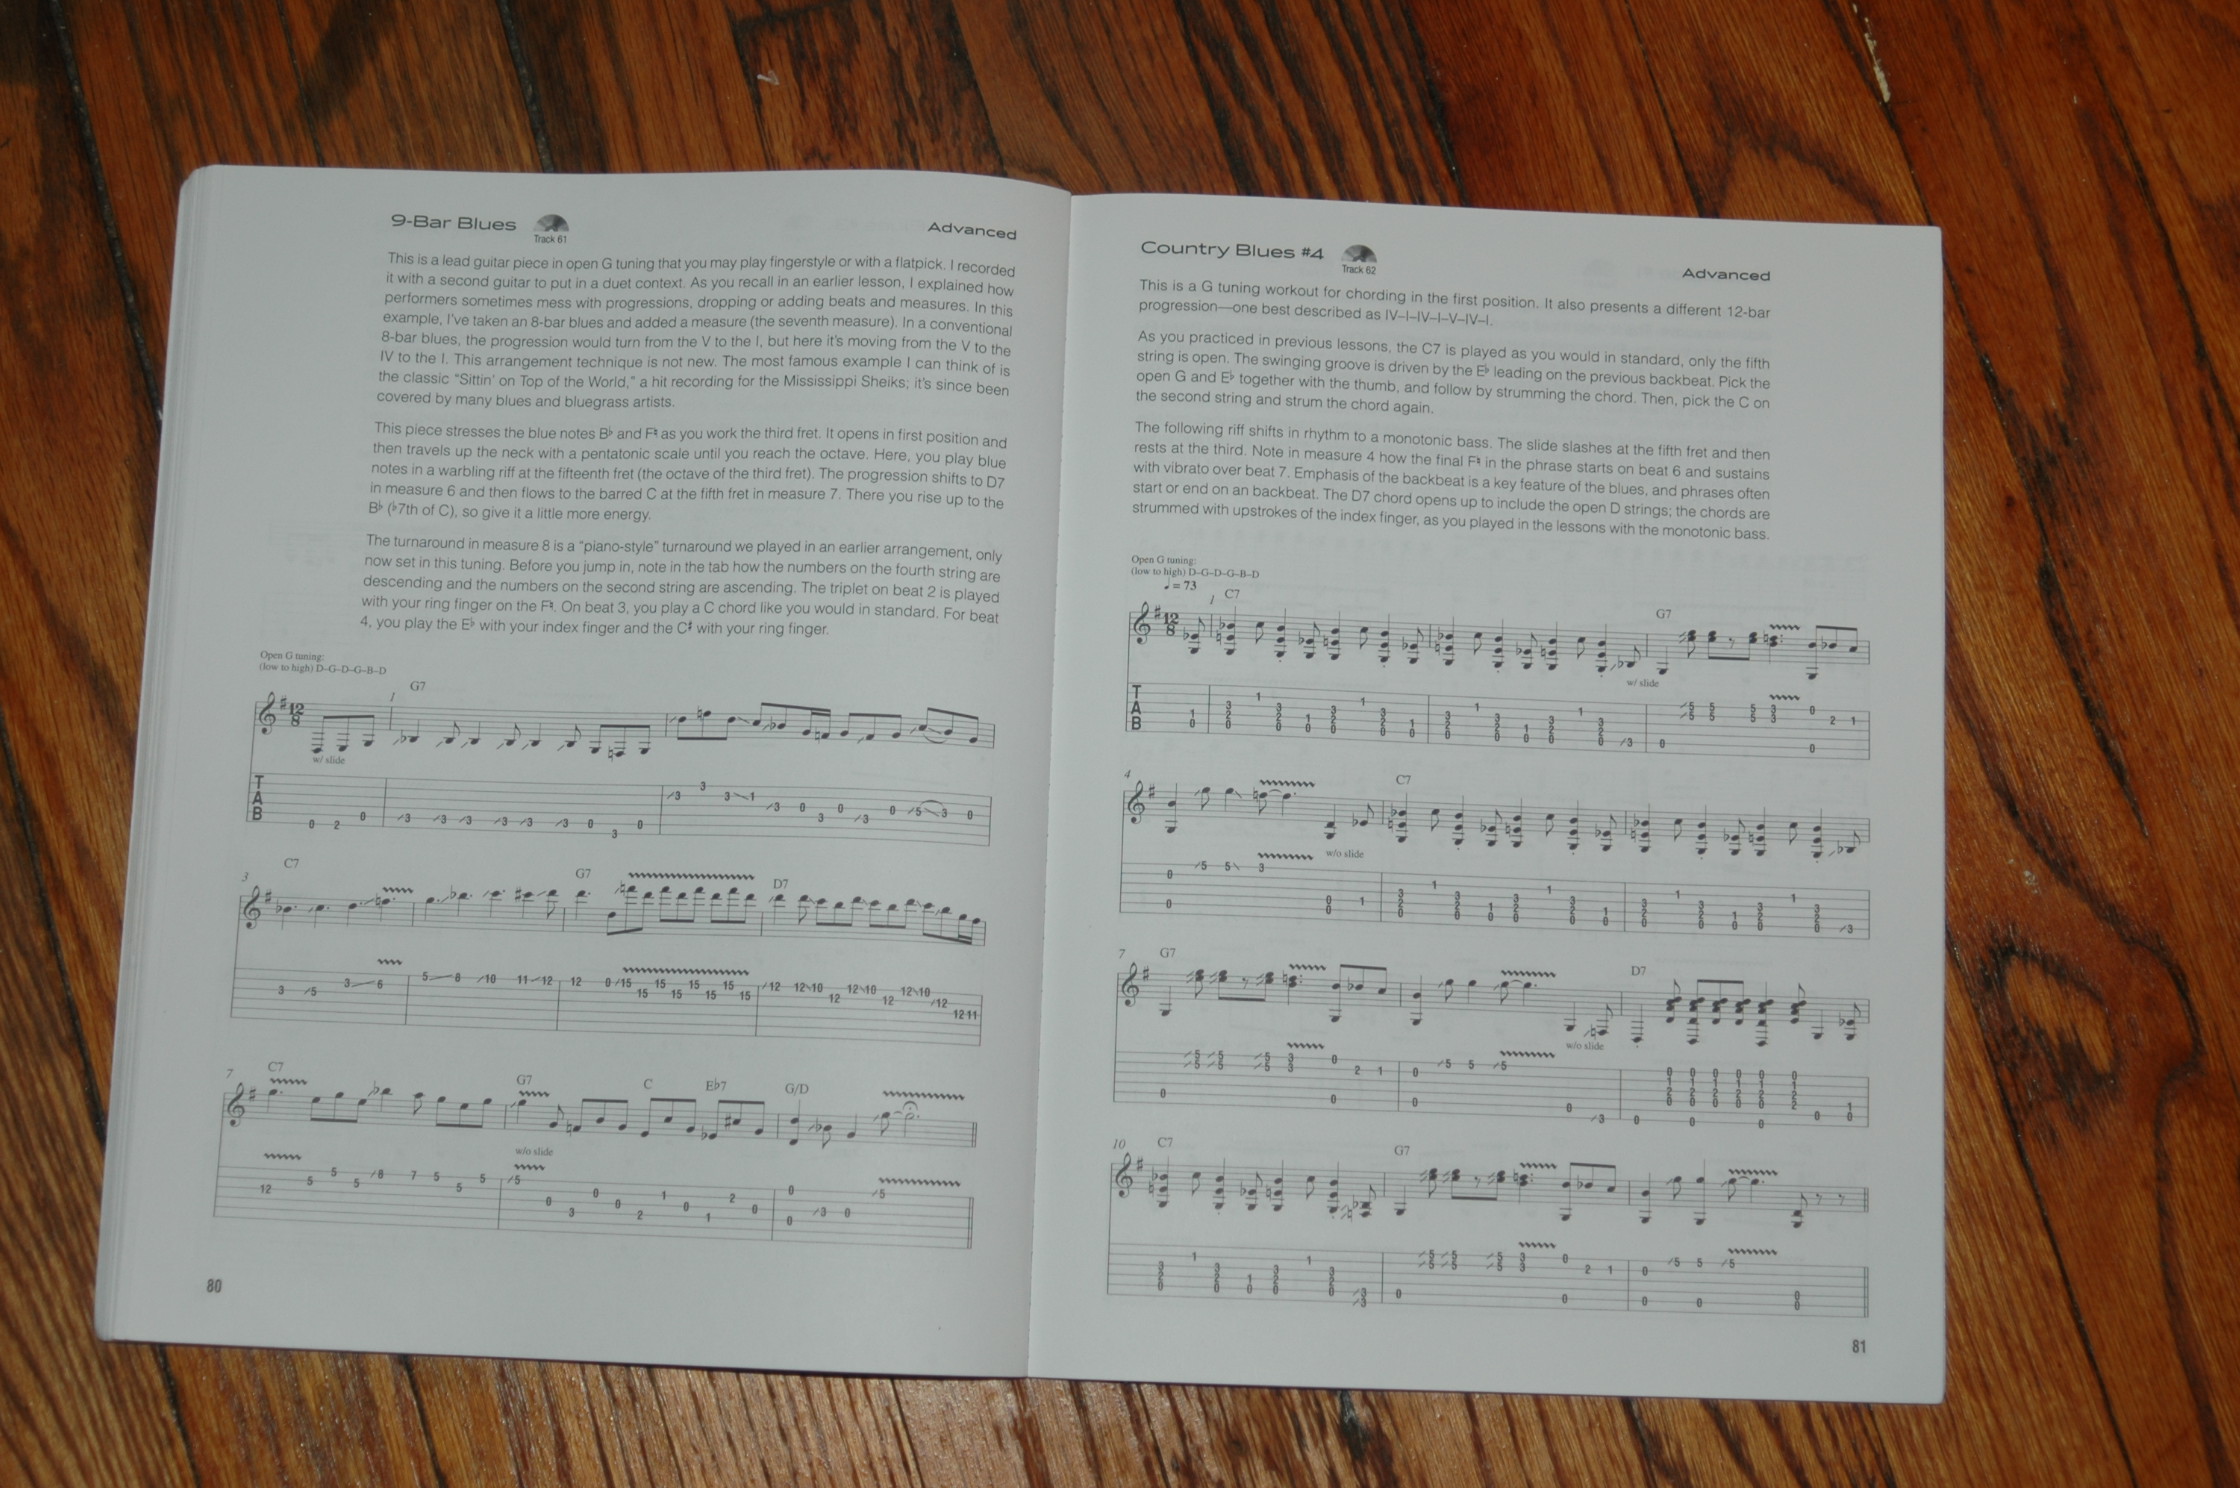 9-Bar Blues
Track 61
Advanced
This is a lead guitar piece in open G tuning that you may play fingerstyle or with a flatpick. I recorded
it with a second guitar to put in a duet context. As you recall in an earlier lesson, I explained how
performers sometimes mess with progressions, dropping or adding beats and measures. In this
example, I've taken an 8-bar blues and added a measure (the seventh measure). In a conventional
8-bar blues, the progression would turn from the V to the I, but here it's moving from the V to the
IV to the I. This arrangement technique is not new. The most famous example I can think of is
the classic "Sittin' on Top of the World," a hit recording for the Mississippi Sheiks; it's since been
covered by many blues and bluegrass artists.
This piece stresses the blue notes B♭ and F♮ as you work the third fret. It opens in first position and
then travels up the neck with a pentatonic scale until you reach the octave. Here, you play blue
notes in a warbling riff at the fifteenth fret (the octave of the third fret). The progression shifts to D7
in measure 6 and then flows to the barred C at the fifth fret in measure 7. There you rise up to the
B♭ (♭7th of C), so give it a little more energy.
The turnaround in measure 8 is a "piano-style" turnaround we played in an earlier arrangement, only
now set in this tuning. Before you jump in, note in the tab how the numbers on the fourth string are
descending and the numbers on the second string are ascending. The triplet on beat 2 is played
with your ring finger on the F♮. On beat 3, you play a C chord like you would in standard. For beat
4, you play the E♭ with your index finger and the C♯ with your ring finger.
Open G tuning:
(low to high) D–G–D–G–B–D
1 G7
12
8
w/ slide
T
A
B
0 2 0 /3 /3 /3 /3 /3 /3 0 3 0 /3 3 3 1 /3 0 3 0 /3 0 /5 3 0
3 C7 G7 D7
3 /5 3 6 5 8 /10 11 12 12 0 /15 15 15 15 15 15 15 15 /12 12 10 12 12 10 12 12 10 /12 12 11
7 C7 G7 C E♭7 G/D
w/o slide
12 5 5 5 /8 7 5 5 5 /5 0 3 0 0 2 1 0 1 2 0 0 0 /3 0 /5
80
Country Blues #4
Track 62
Advanced
This is a G tuning workout for chording in the first position. It also presents a different 12-bar
progression—one best described as IV–I–IV–I–V–IV–I.
As you practiced in previous lessons, the C7 is played as you would in standard, only the fifth
string is open. The swinging groove is driven by the E♭ leading on the previous backbeat. Pick the
open G and E♭ together with the thumb, and follow by strumming the chord. Then, pick the C on
the second string and strum the chord again.
The following riff shifts in rhythm to a monotonic bass. The slide slashes at the fifth fret and then
rests at the third. Note in measure 4 how the final F♮ in the phrase starts on beat 6 and sustains
with vibrato over beat 7. Emphasis of the backbeat is a key feature of the blues, and phrases often
start or end on an backbeat. The D7 chord opens up to include the open D strings; the chords are
strummed with upstrokes of the index finger, as you played in the lessons with the monotonic bass.
Open G tuning:
(low to high) D–G–D–G–B–D
♩ = 73
1 C7 G7
12
8
w/ slide
T
A
B
4 C7
w/o slide
7 G7 D7
w/o slide
10 C7 G7
81